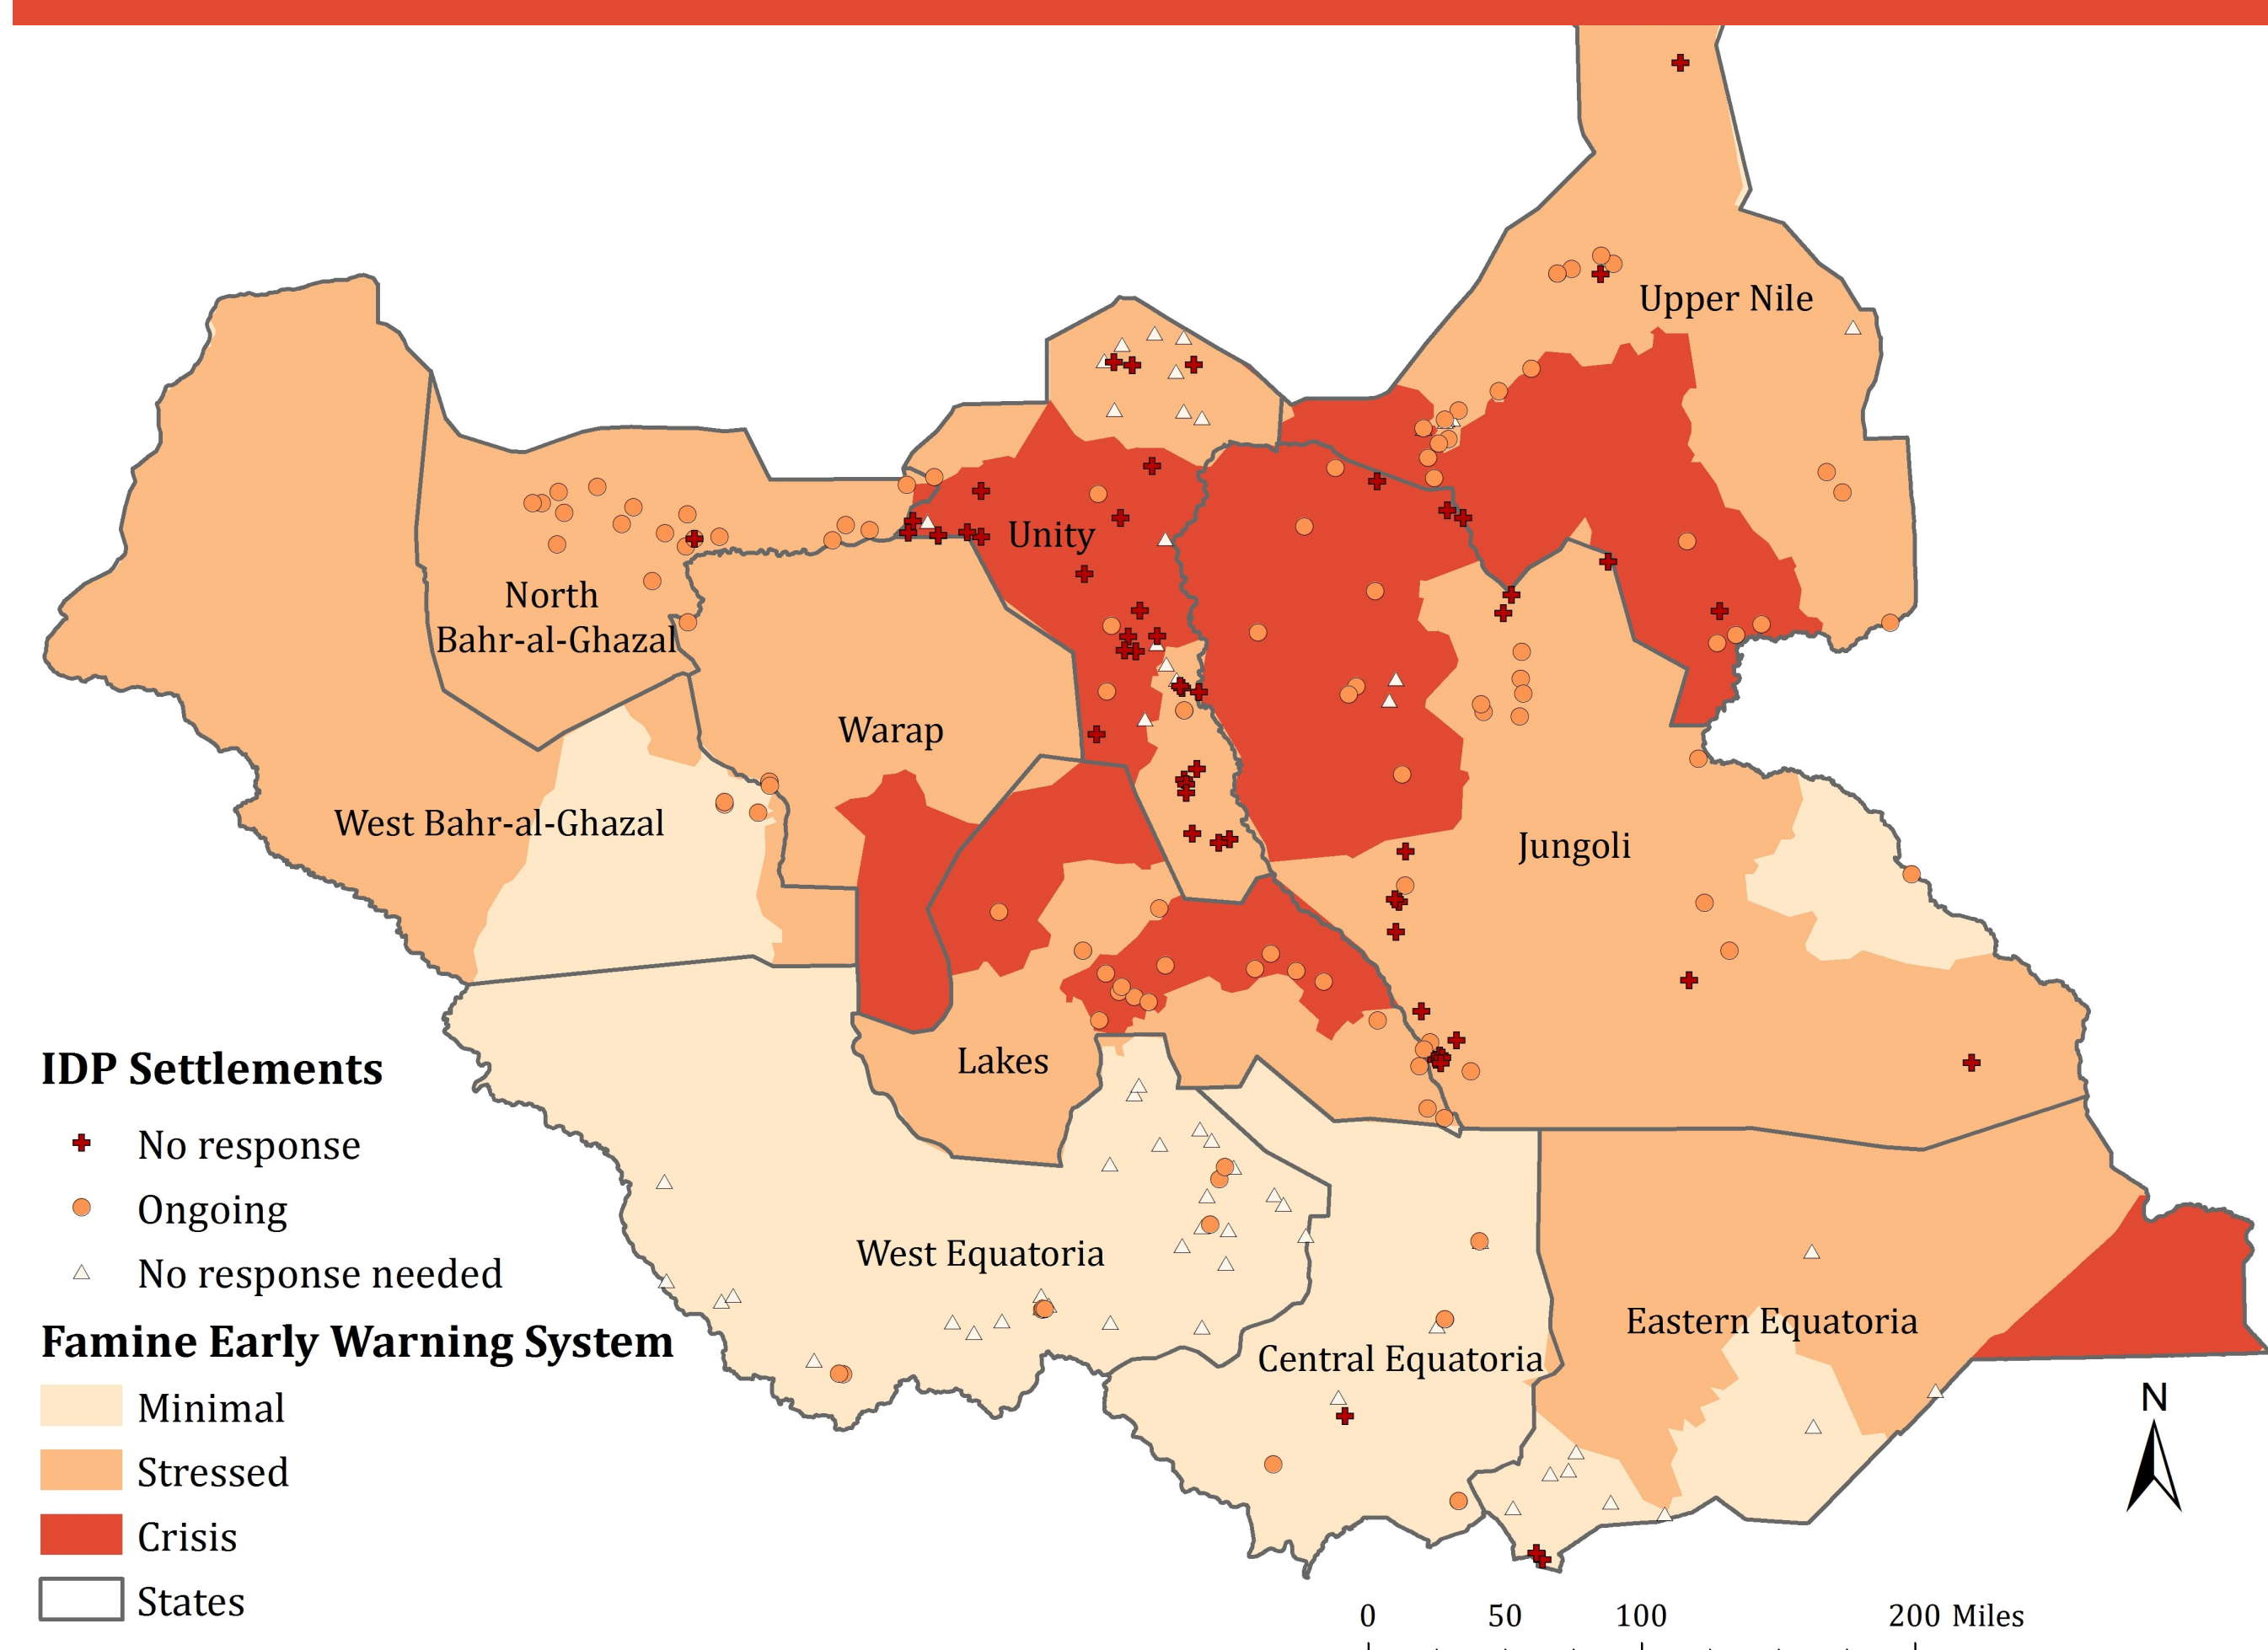 Upper Nile
Unity
North
Bahr-al-Ghazal
Warap
West Bahr-al-Ghazal
Jungoli
Lakes
West Equatoria
Central Equatoria
Eastern Equatoria
IDP Settlements
No response
Ongoing
No response needed
Famine Early Warning System
Minimal
Stressed
Crisis
States
N
0 50 100 200 Miles